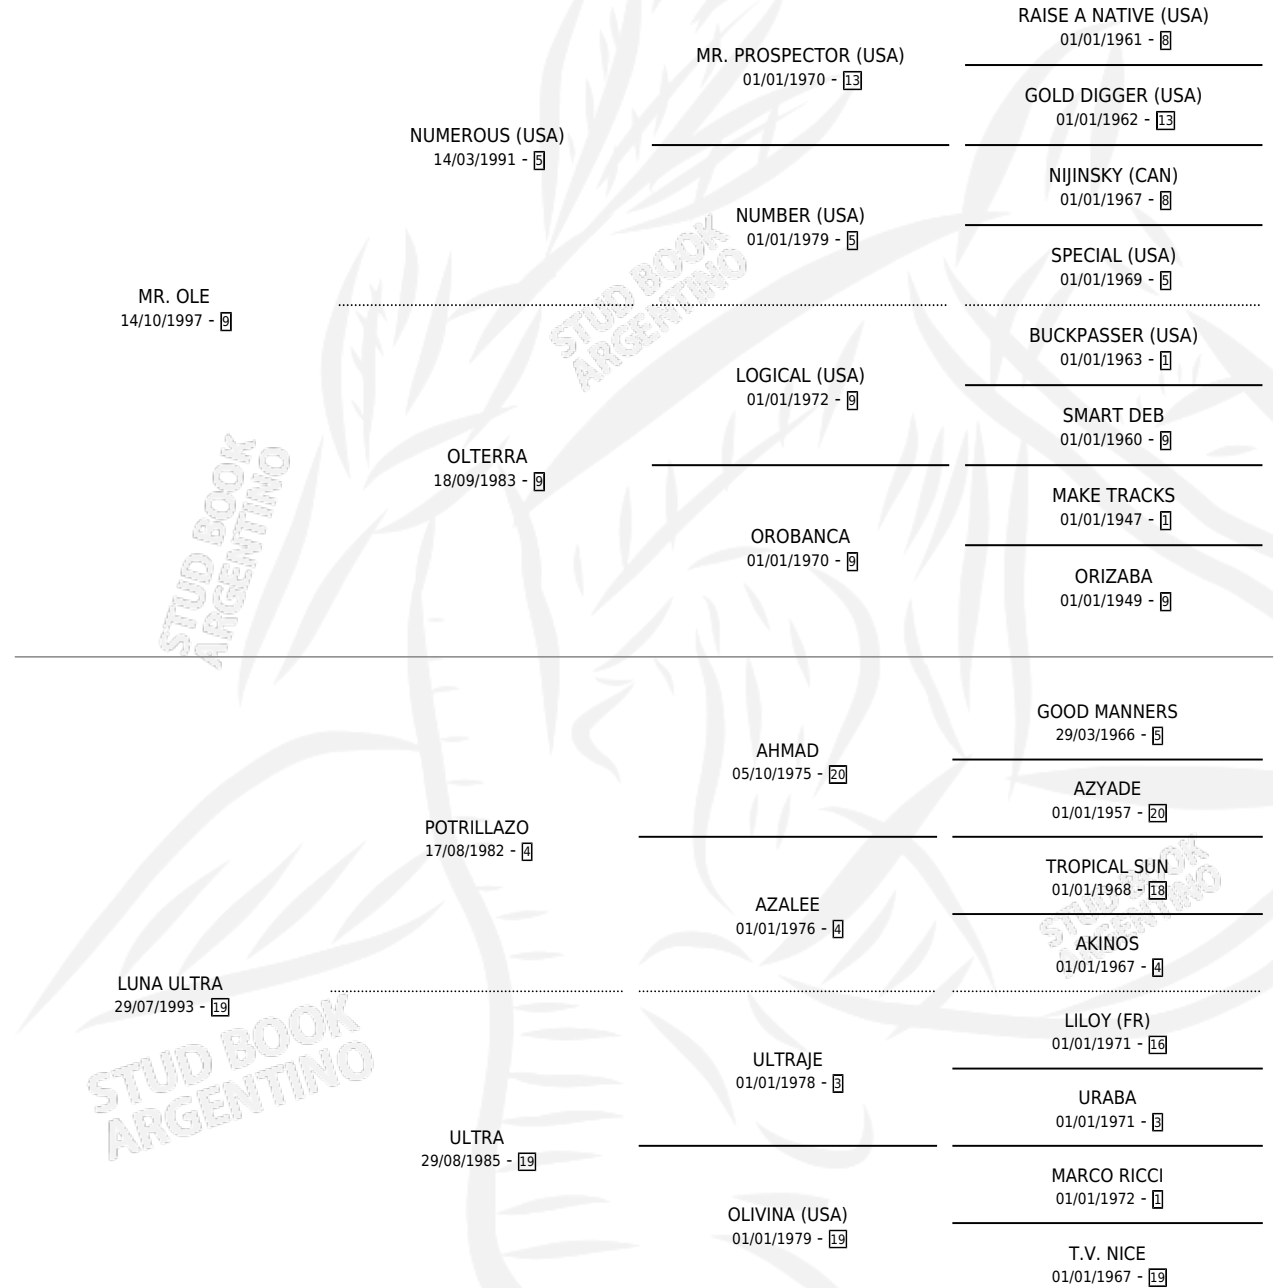 RAISE A NATIVE (USA)
01/01/1961 - 8
MR. PROSPECTOR (USA)
01/01/1970 - 13
GOLD DIGGER (USA)
01/01/1962 - 13
NUMEROUS (USA)
14/03/1991 - 5
NIJINSKY (CAN)
01/01/1967 - 8
NUMBER (USA)
01/01/1979 - 5
SPECIAL (USA)
01/01/1969 - 5
STUD BOOK
ARGENTINO
MR. OLE
14/10/1997 - 9
BUCKPASSER (USA)
01/01/1963 - 1
LOGICAL (USA)
01/01/1972 - 9
SMART DEB
01/01/1960 - 9
OLTERRA
18/09/1983 - 9
MAKE TRACKS
01/01/1947 - 1
OROBANCA
01/01/1970 - 9
ORIZABA
01/01/1949 - 9
STUD BOOK
ARGENTINO
GOOD MANNERS
29/03/1966 - 5
AHMAD
05/10/1975 - 20
AZYADE
01/01/1957 - 20
POTRILLAZO
17/08/1982 - 4
TROPICAL SUN
01/01/1968 - 18
AZALEE
01/01/1976 - 4
AKINOS
01/01/1967 - 4
STUD BOOK
ARGENTINO
LUNA ULTRA
29/07/1993 - 19
LILOY (FR)
01/01/1971 - 16
ULTRAJE
01/01/1978 - 3
URABA
01/01/1971 - 3
STUD BOOK
ARGENTINO
ULTRA
29/08/1985 - 19
MARCO RICCI
01/01/1972 - 1
OLIVINA (USA)
01/01/1979 - 19
T.V. NICE
01/01/1967 - 19